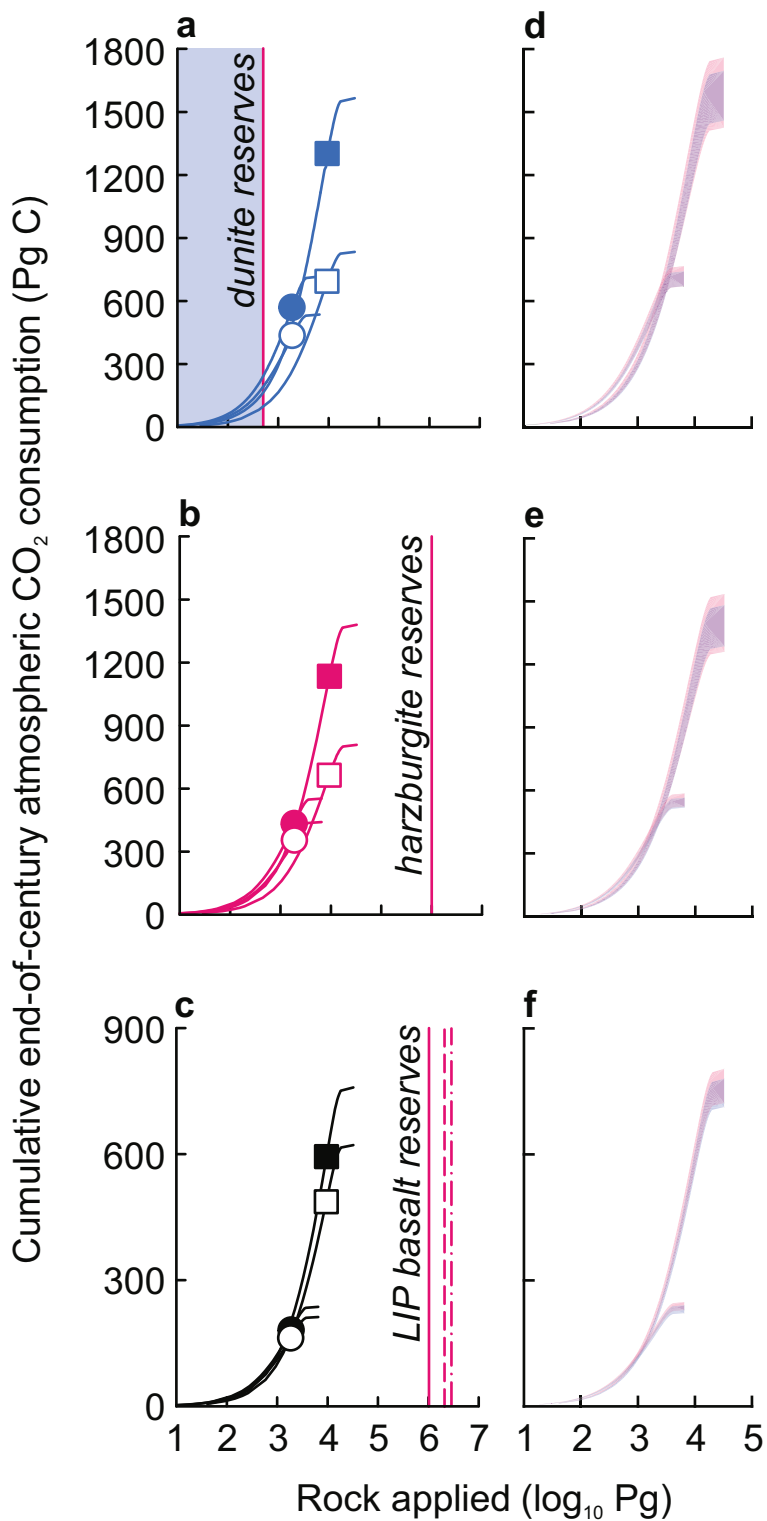 Cumulative end-of-century atmospheric CO₂ consumption (Pg C)
a
1800
1500
1200
900
600
300
0
dunite reserves
d
b
1800
1500
1200
900
600
300
0
harzburgite reserves
e
c
900
600
300
0
LIP basalt reserves
1 2 3 4 5 6 7
f
1 2 3 4 5
Rock applied (log₁₀ Pg)